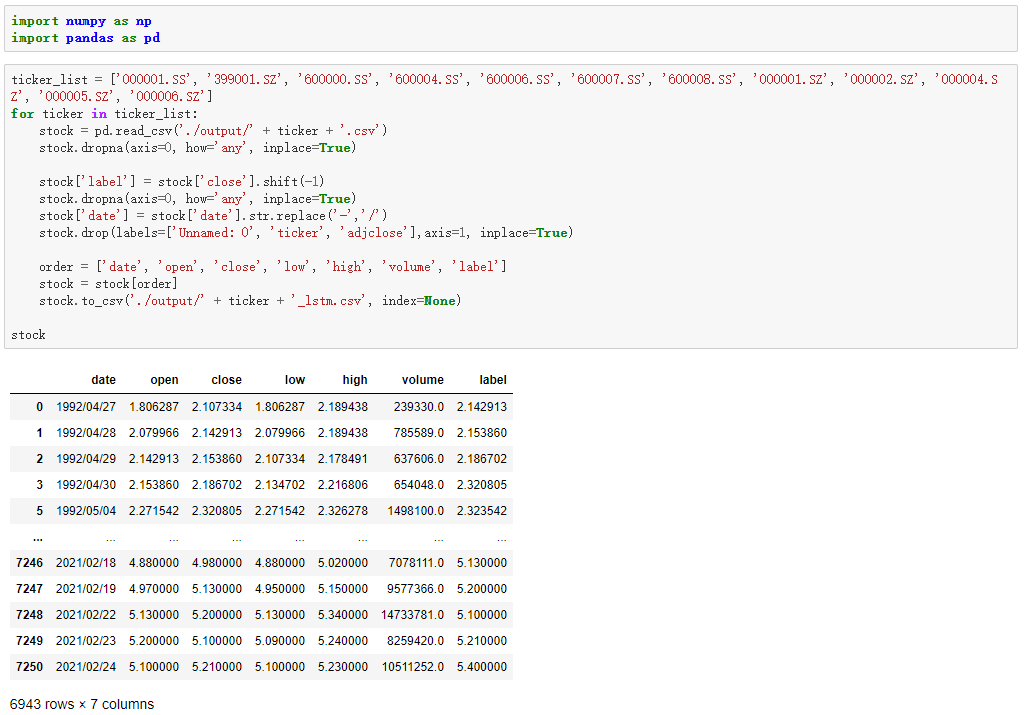 import numpy as np
import pandas as pd
ticker_list = ['000001.SS', '399001.SZ', '600000.SS', '600004.SS', '600006.SS', '600007.SS', '600008.SS', '000001.SZ', '000002.SZ', '000004.S
Z', '000005.SZ', '000006.SZ']
for ticker in ticker_list:
    stock = pd.read_csv('./output/' + ticker + '.csv')
    stock.dropna(axis=0, how='any', inplace=True)
    stock['label'] = stock['close'].shift(-1)
    stock.dropna(axis=0, how='any', inplace=True)
    stock['date'] = stock['date'].str.replace('-','/')
    stock.drop(labels=['Unnamed: 0', 'ticker', 'adjclose'],axis=1, inplace=True)
    order = ['date', 'open', 'close', 'low', 'high', 'volume', 'label']
    stock = stock[order]
    stock.to_csv('./output/' + ticker + '_lstm.csv', index=None)
stock
date open close low high volume label
0 1992/04/27 1.806287 2.107334 1.806287 2.189438 239330.0 2.142913
1 1992/04/28 2.079966 2.142913 2.079966 2.189438 785589.0 2.153860
2 1992/04/29 2.142913 2.153860 2.107334 2.178491 637606.0 2.186702
3 1992/04/30 2.153860 2.186702 2.134702 2.216806 654048.0 2.320805
5 1992/05/04 2.271542 2.320805 2.271542 2.326278 1498100.0 2.323542
... ... ... ... ... ... ... ...
7246 2021/02/18 4.880000 4.980000 4.880000 5.020000 7078111.0 5.130000
7247 2021/02/19 4.970000 5.130000 4.950000 5.150000 9577366.0 5.200000
7248 2021/02/22 5.130000 5.200000 5.130000 5.340000 14733781.0 5.100000
7249 2021/02/23 5.200000 5.100000 5.090000 5.240000 8259420.0 5.210000
7250 2021/02/24 5.100000 5.210000 5.100000 5.230000 10511252.0 5.400000
6943 rows × 7 columns